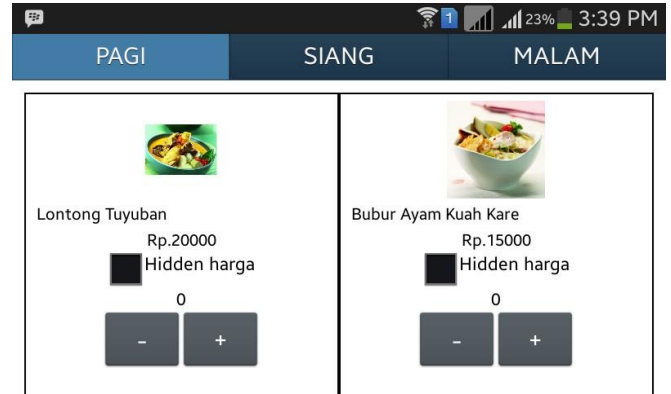 1 23% 3:39 PM
PAGI SIANG MALAM
Lontong Tuyuban
Rp.20000
Hidden harga
0
- +
Bubur Ayam Kuah Kare
Rp.15000
Hidden harga
0
- +